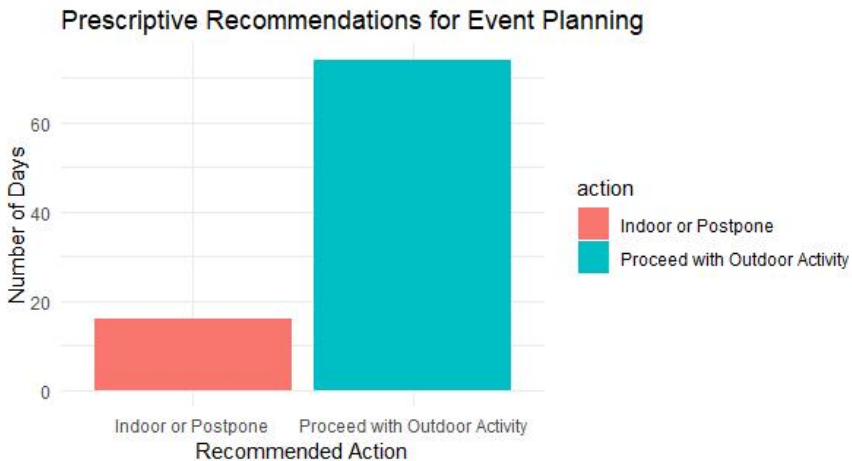 Prescriptive Recommendations for Event Planning
Number of Days
60
40
20
0
Indoor or Postpone
Proceed with Outdoor Activity
Recommended Action
action
Indoor or Postpone
Proceed with Outdoor Activity